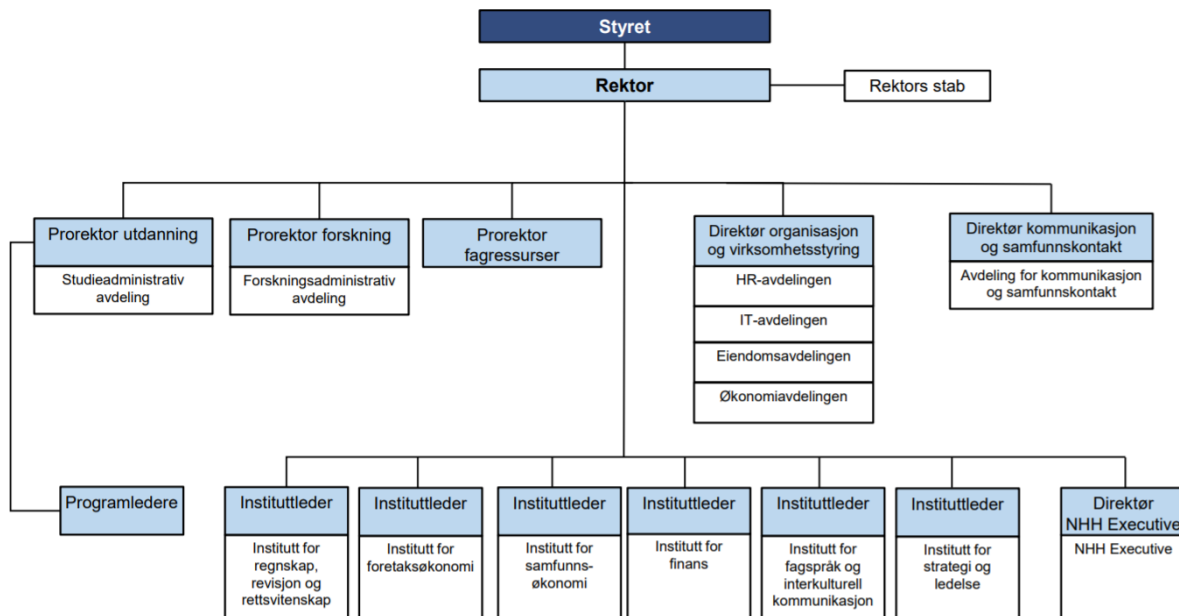 Styret
Rektor
Rektors stab
Prorektor utdanning
Studieadministrativ
avdeling
Prorektor forskning
Forskningsadministrativ
avdeling
Prorektor
fagressurser
Direktør organisasjon
og virksomhetsstyring
HR-avdelingen
IT-avdelingen
Eiendomsavdelingen
Økonomiavdelingen
Direktør kommunikasjon
og samfunnskontakt
Avdeling for kommunikasjon
og samfunnskontakt
Programledere
Instituttleder
Institutt for
regnskap,
revisjon og
rettsvitenskap
Instituttleder
Institutt for
foretaksøkonomi
Instituttleder
Institutt for
samfunns-
økonomi
Instituttleder
Institutt for
finans
Instituttleder
Institutt for
fagspråk og
interkulturell
kommunikasjon
Instituttleder
Institutt for
strategi og
ledelse
Direktør
NHH Executive
NHH Executive